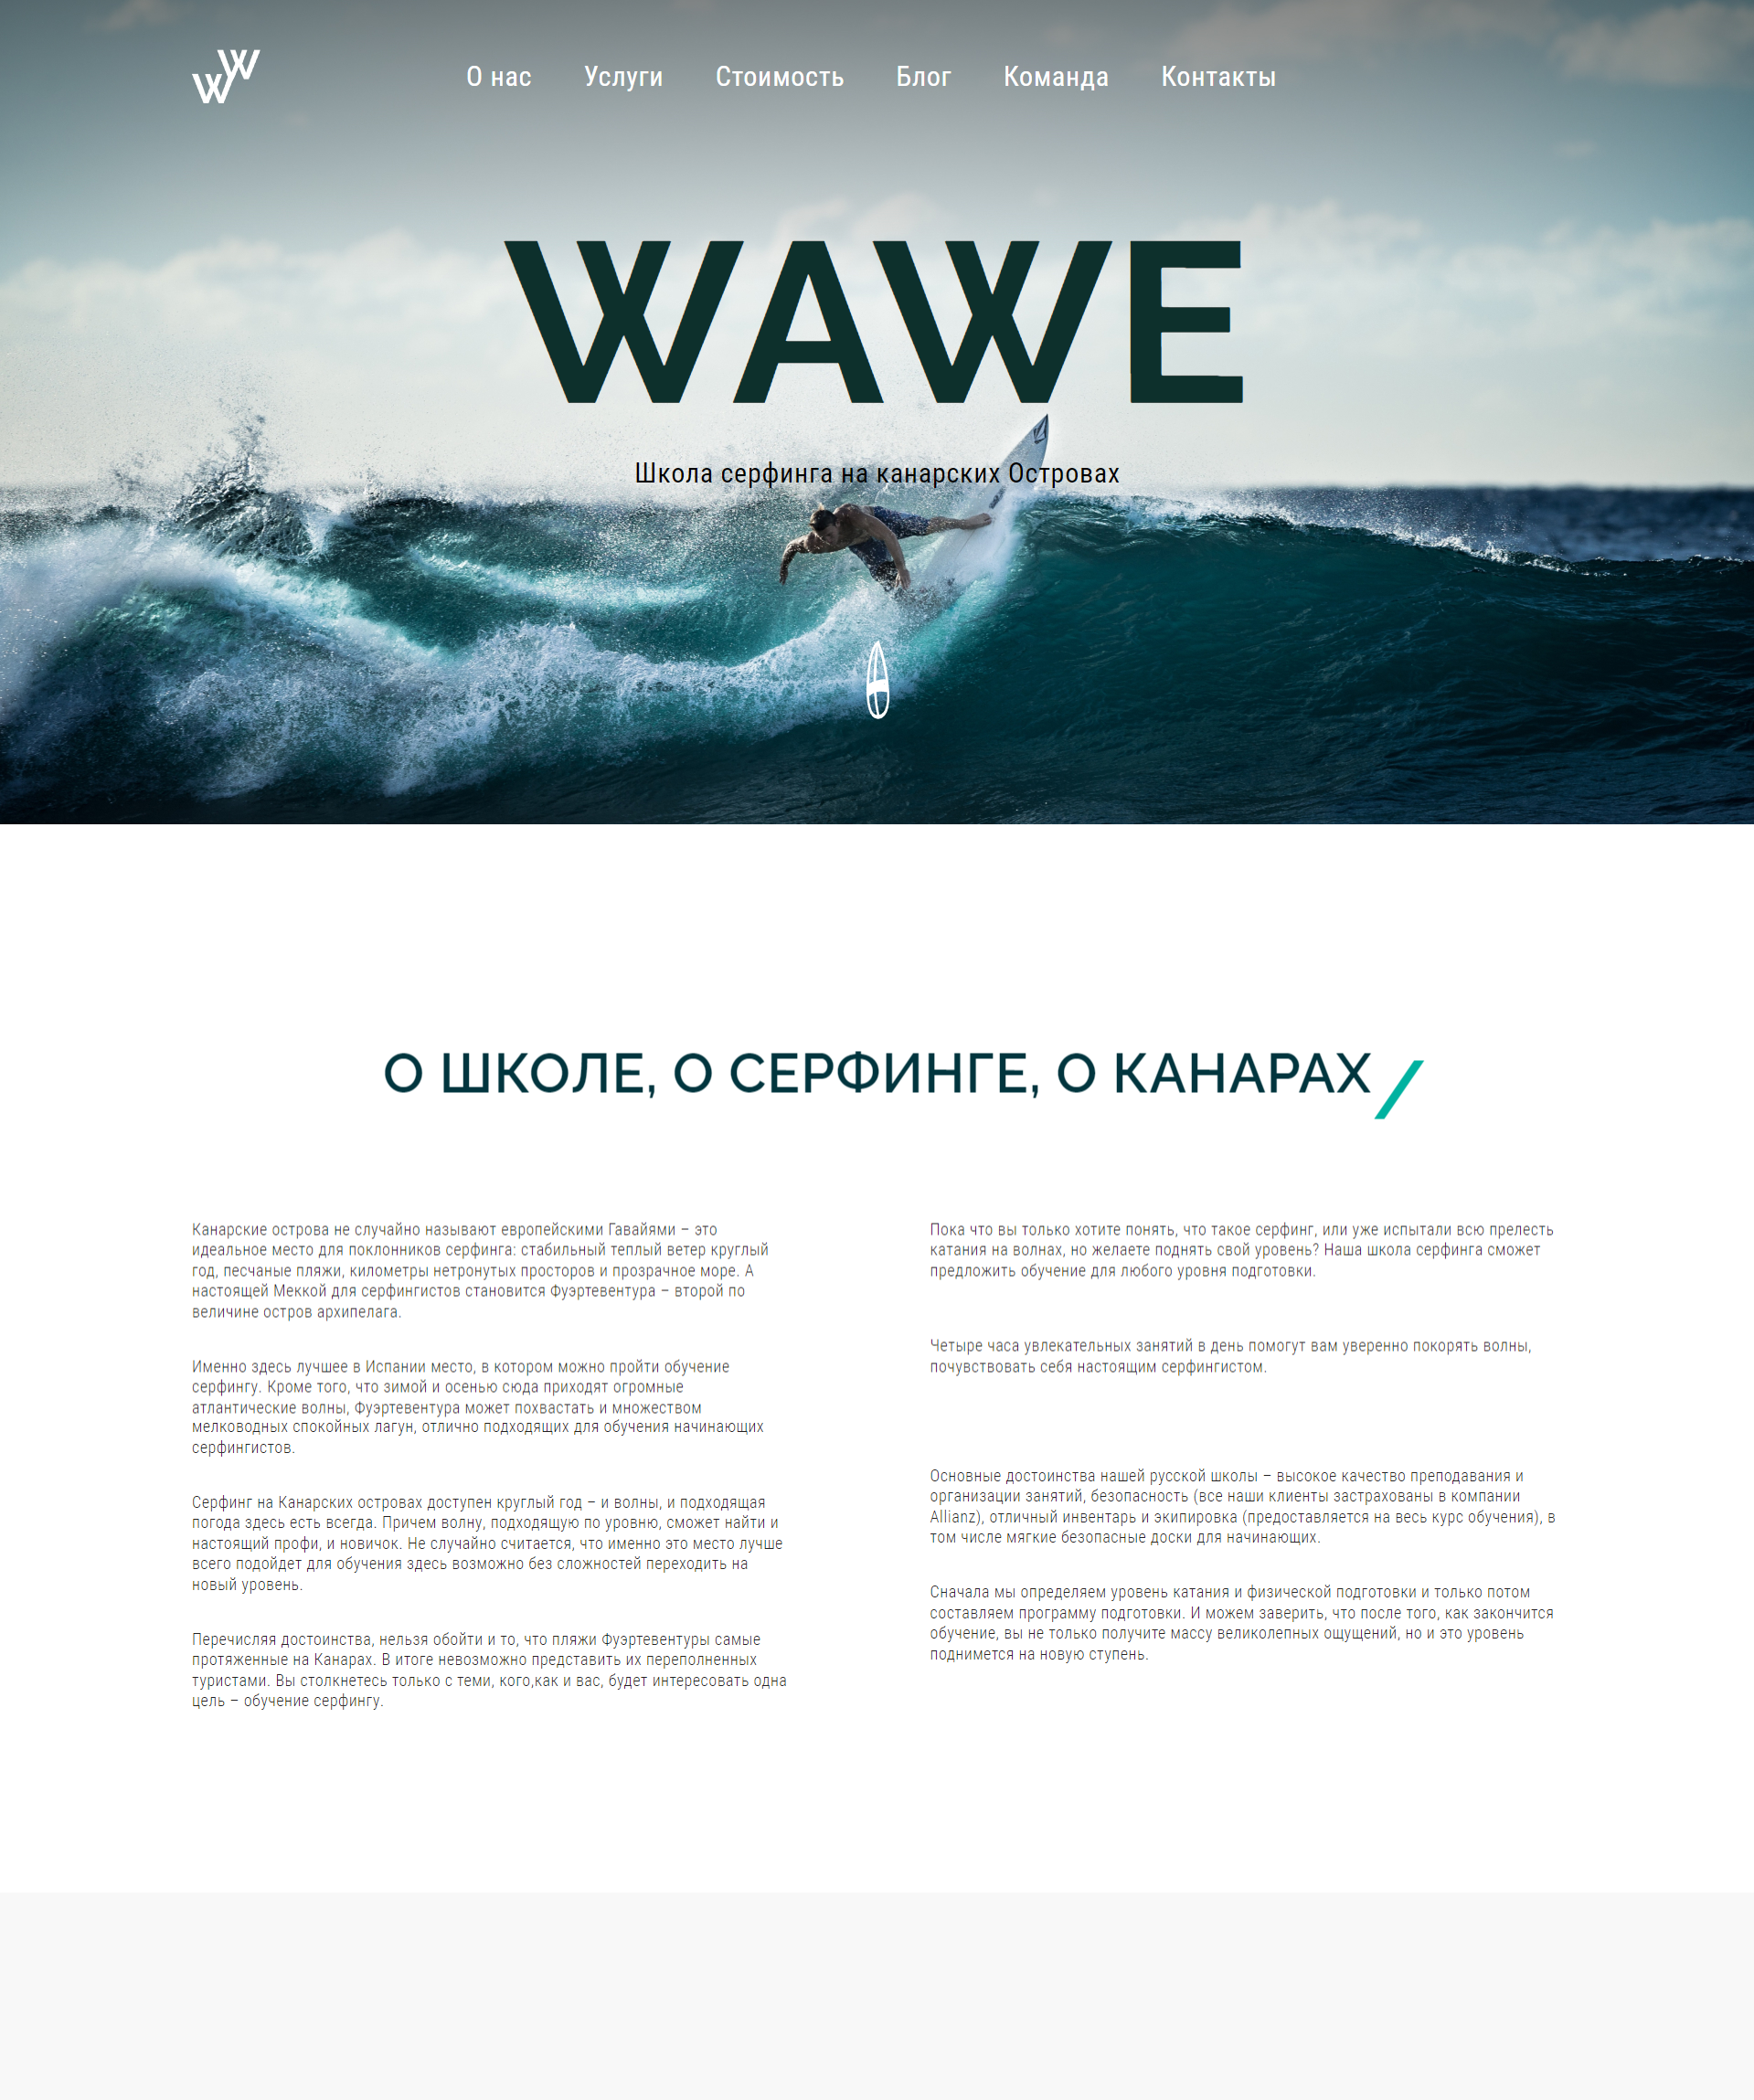 WW
О нас Услуги Стоимость Блог Команда Контакты
WAWE
Школа серфинга на канарских Островах
О ШКОЛЕ, О СЕРФИНГЕ, О КАНАРАХ
Канарские острова не случайно называют европейскими Гавайями – это
идеальное место для поклонников серфинга: стабильный теплый ветер круглый
год, песчаные пляжи, километры нетронутых просторов и прозрачное море. А
настоящей Меккой для серфингистов становится Фуэртевентура – второй по
величине остров архипелага.
Именно здесь лучшее в Испании место, в котором можно пройти обучение
серфингу. Кроме того, что зимой и осенью сюда приходят огромные
атлантические волны, Фуэртевентура может похвастать и множеством
мелководных спокойных лагун, отлично подходящих для обучения начинающих
серфингистов.
Серфинг на Канарских островах доступен круглый год – и волны, и подходящая
погода здесь есть всегда. Причем волну, подходящую по уровню, сможет найти и
настоящий профи, и новичок. Не случайно считается, что именно это место лучше
всего подойдет для обучения здесь возможно без сложностей переходить на
новый уровень.
Перечисляя достоинства, нельзя обойти и то, что пляжи Фуэртевентуры самые
протяженные на Канарах. В итоге невозможно представить их переполненных
туристами. Вы столкнетесь только с теми, кого,как и вас, будет интересовать одна
цель – обучение серфингу.
Пока что вы только хотите понять, что такое серфинг, или уже испытали всю прелесть
катания на волнах, но желаете поднять свой уровень? Наша школа серфинга сможет
предложить обучение для любого уровня подготовки.
Четыре часа увлекательных занятий в день помогут вам уверенно покорять волны,
почувствовать себя настоящим серфингистом.
Основные достоинства нашей русской школы – высокое качество преподавания и
организации занятий, безопасность (все наши клиенты застрахованы в компании
Allianz), отличный инвентарь и экипировка (предоставляется на весь курс обучения), в
том числе мягкие безопасные доски для начинающих.
Сначала мы определяем уровень катания и физической подготовки и только потом
составляем программу подготовки. И можем заверить, что после того, как закончится
обучение, вы не только получите массу великолепных ощущений, но и это уровень
поднимется на новую ступень.